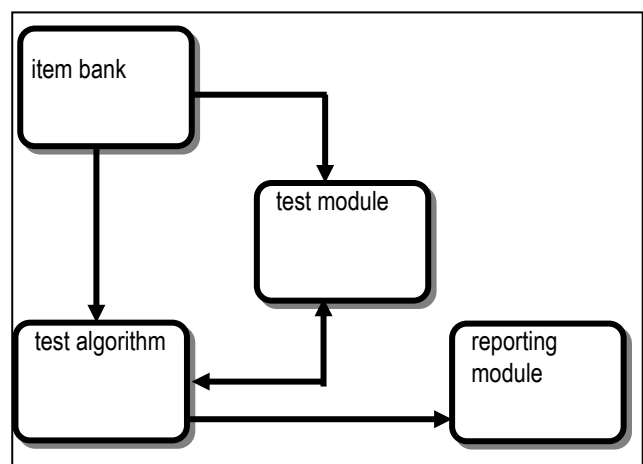 item bank
test module
test algorithm
reporting
module